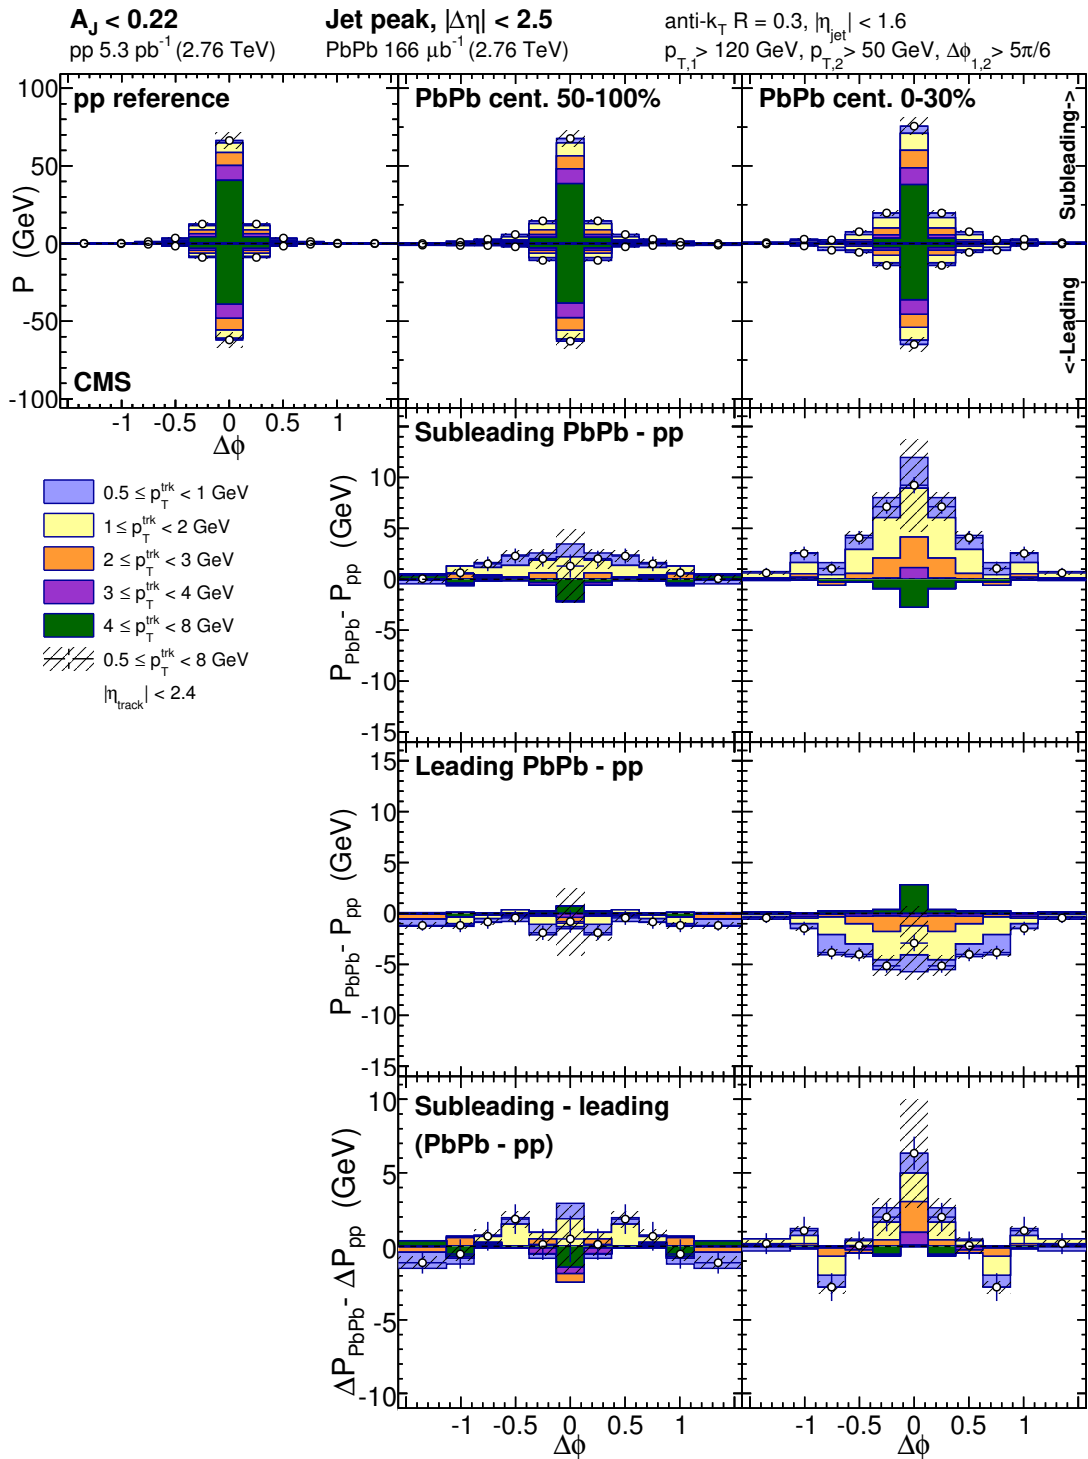 A_J < 0.22
Jet peak, |Δη| < 2.5
anti-k_T R = 0.3, |η_jet| < 1.6
pp 5.3 pb⁻¹ (2.76 TeV)
PbPb 166 μb⁻¹ (2.76 TeV)
p_T,1 > 120 GeV, p_T,2 > 50 GeV, Δφ_1,2 > 5π/6
pp reference
PbPb cent. 50-100%
PbPb cent. 0-30%
Subleading->
<-Leading
P (GeV)
100
50
0
-50
-100
CMS
-1 -0.5 0 0.5 1
Δφ
0.5 ≤ p_T^trk < 1 GeV
1 ≤ p_T^trk < 2 GeV
2 ≤ p_T^trk < 3 GeV
3 ≤ p_T^trk < 4 GeV
4 ≤ p_T^trk < 8 GeV
0.5 ≤ p_T^trk < 8 GeV
|η_track| < 2.4
Subleading PbPb - pp
P_PbPb - P_pp (GeV)
10
5
0
-5
-10
-15
Leading PbPb - pp
P_PbPb - P_pp (GeV)
15
10
5
0
-5
-10
-15
Subleading - leading
(PbPb - pp)
ΔP_PbPb - ΔP_pp (GeV)
10
5
0
-5
-10
-1 -0.5 0 0.5 1
Δφ
-1 -0.5 0 0.5 1
Δφ